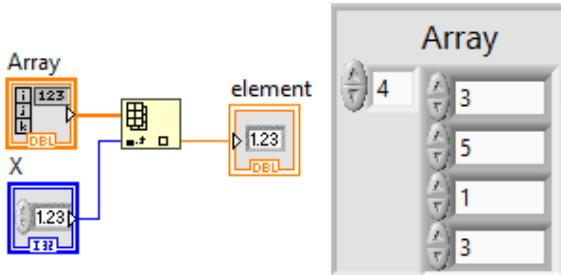 Array
i 123
j
k
DBL
X
1.23
I32
element
1.23
DBL
Array
4
3
5
1
3